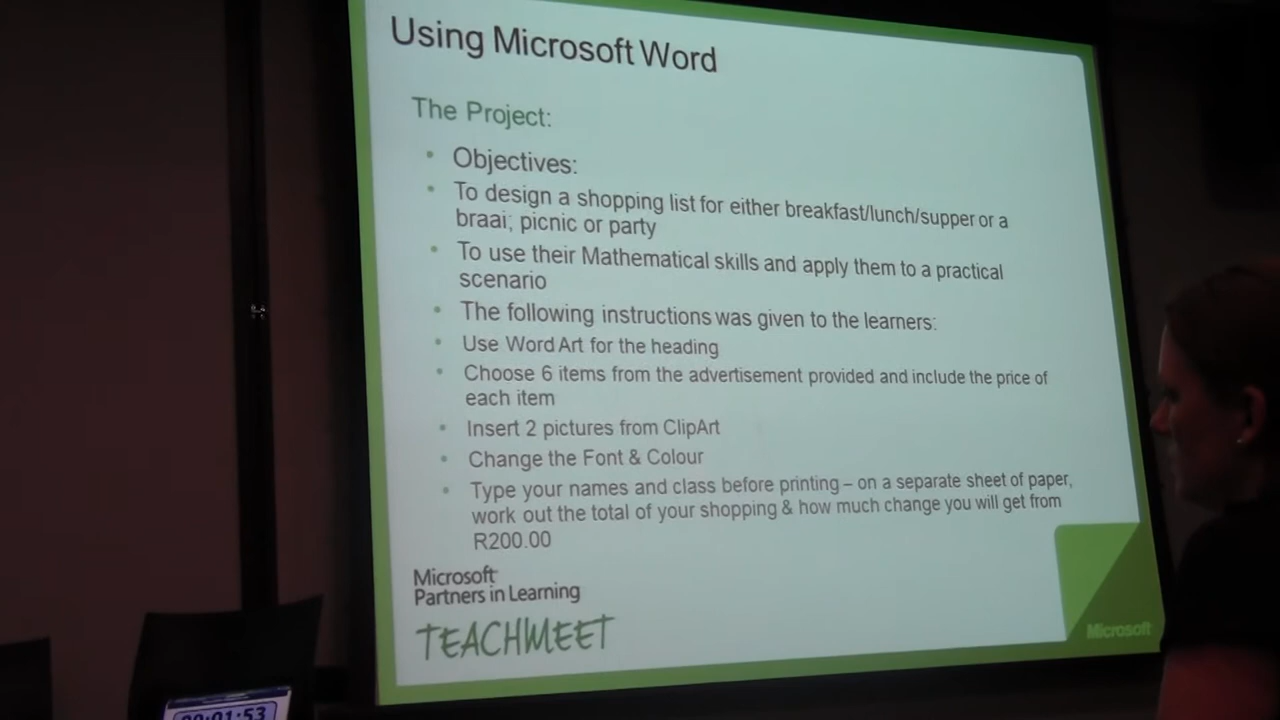 Using Microsoft Word
The Project:
• Objectives:
• To design a shopping list for either breakfast/lunch/supper or a
braai; picnic or party
• To use their Mathematical skills and apply them to a practical
scenario
• The following instructions was given to the learners:
• Use Word Art for the heading
• Choose 6 items from the advertisement provided and include the price of
each item
• Insert 2 pictures from ClipArt
• Change the Font & Colour
• Type your names and class before printing – on a separate sheet of paper,
work out the total of your shopping & how much change you will get from
R200.00
Microsoft
Partners in Learning
TEACHMEET
Microsoft
00:01:53